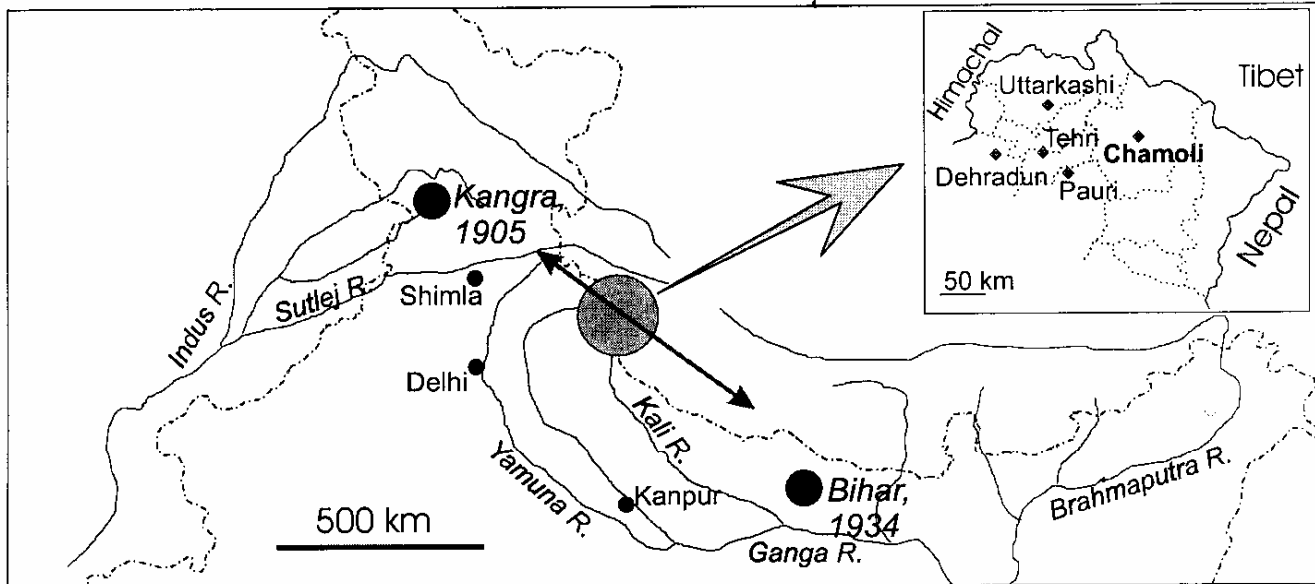 Himachal
Tibet
Uttarkashi
Tehri
Chamoli
Dehradun
Pauri
Nepal
50 km
Kangra,
1905
Indus R.
Sutlej R.
Shimla
Delhi
Kali R.
Yamuna R.
Kanpur
Bihar,
1934
Brahmaputra R.
500 km
Ganga R.